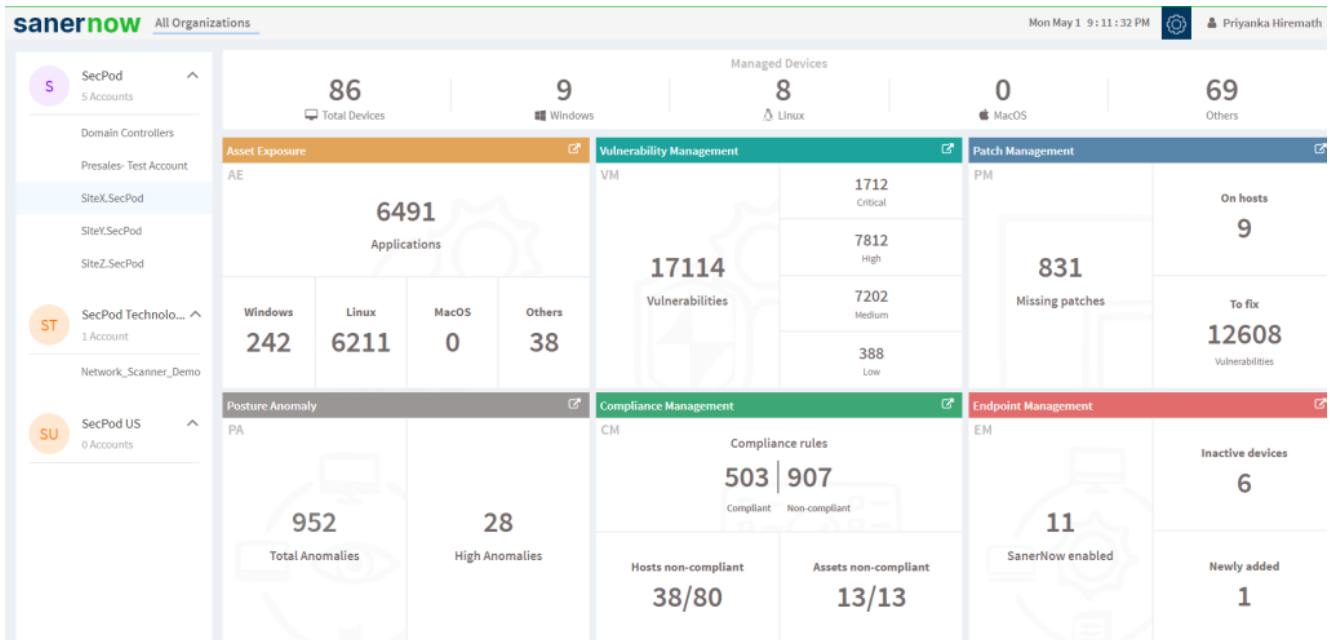 sanernow All Organizations Mon May 1 9:11:32 PM Priyanka Hiremath
S SecPod
5 Accounts
Domain Controllers
Presales- Test Account
SiteX.SecPod
SiteY.SecPod
SiteZ.SecPod
ST SecPod Technolo...
1 Account
Network_Scanner_Demo
SU SecPod US
0 Accounts
Managed Devices
86 9 8 0 69
Total Devices Windows Linux MacOS Others
Asset Exposure
AE
6491
Applications
Windows Linux MacOS Others
242 6211 0 38
Vulnerability Management
VM
17114
Vulnerabilities
1712
Critical
7812
High
7202
Medium
388
Low
Patch Management
PM
831
Missing patches
On hosts
9
To fix
12608
Vulnerabilities
Posture Anomaly
PA
952
Total Anomalies
28
High Anomalies
Compliance Management
CM
Compliance rules
503 907
Compliant Non-compliant
Hosts non-compliant Assets non-compliant
38/80 13/13
Endpoint Management
EM
11
SanerNow enabled
Inactive devices
6
Newly added
1